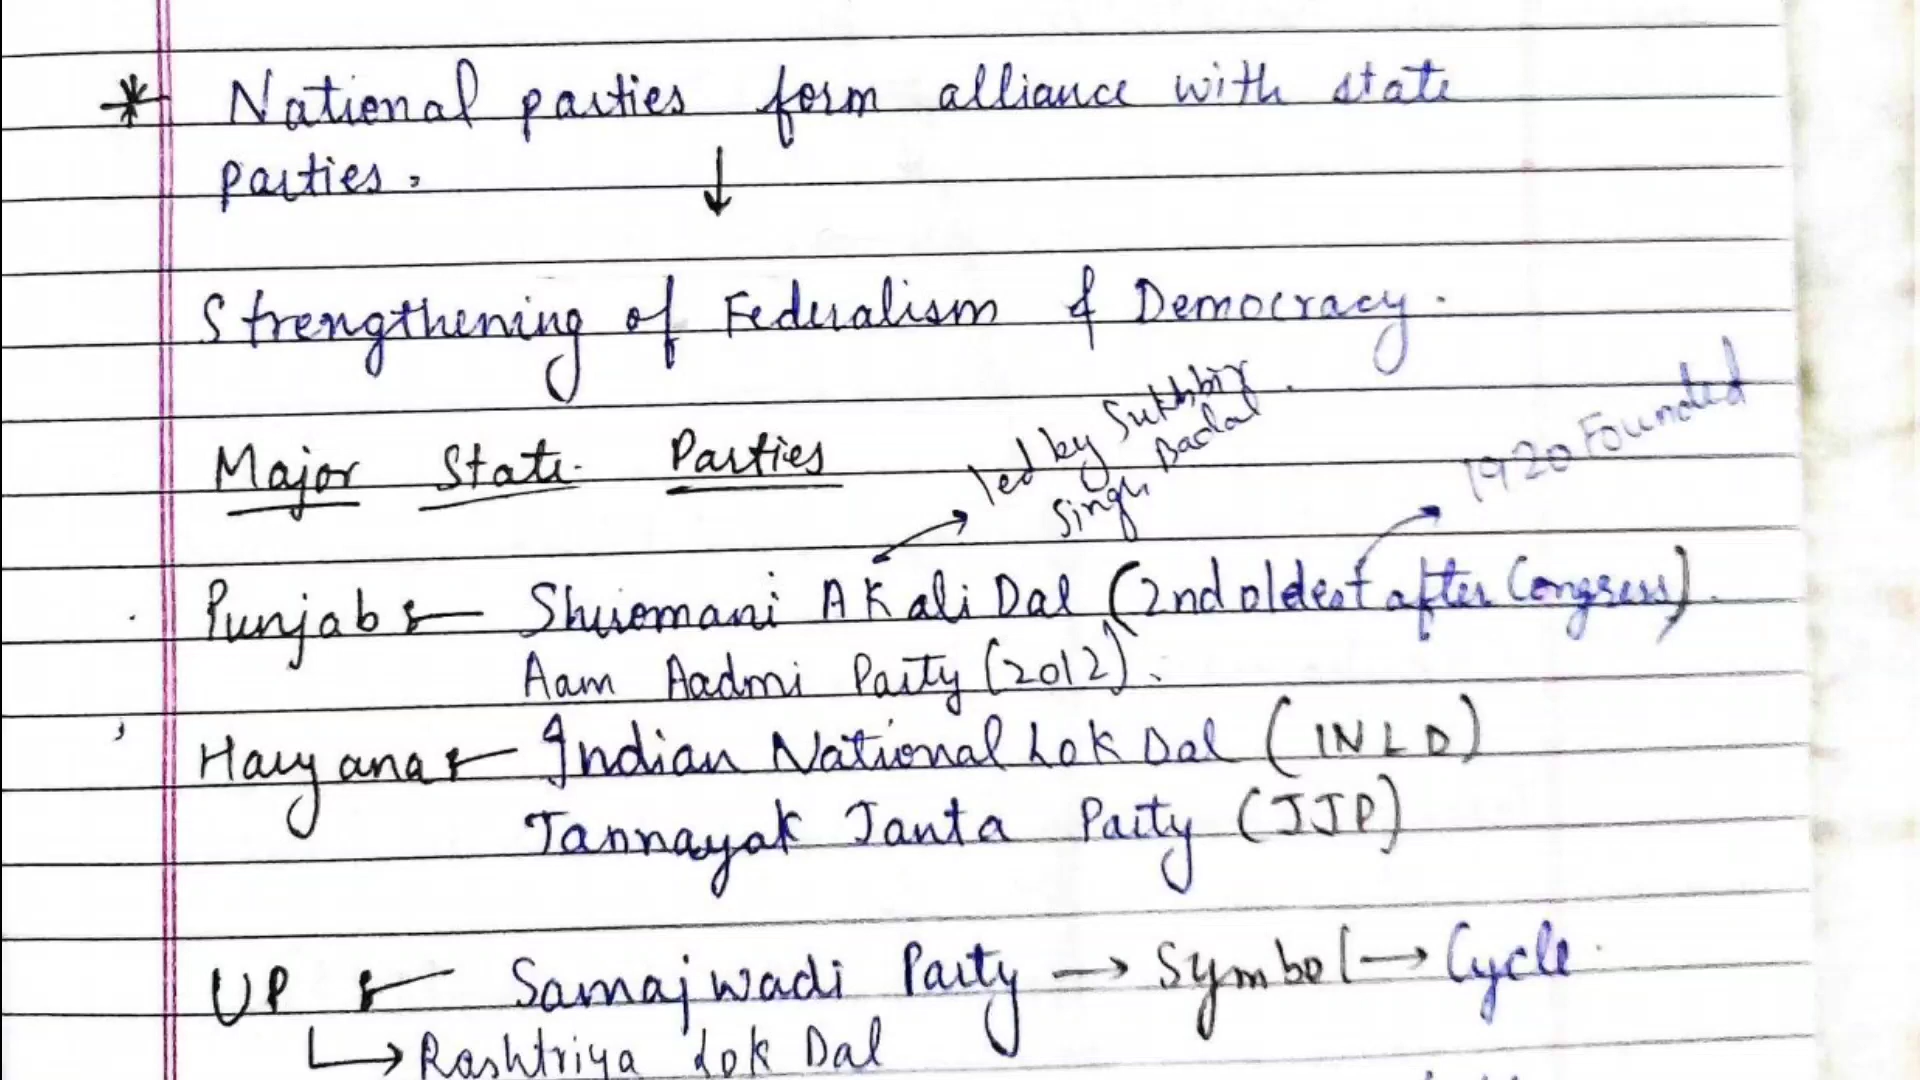 * National parties form alliance with state
parties.
↓
Strengthening of Federalism & Democracy.
led by Sukhbir
Singh Badal
1920 Founded
Major State Parties
Punjab ← Shiromani Akali Dal (2nd oldest after Congress).
Aam Aadmi Party (2012).
Haryana ← Indian National Lok Dal (INLD)
Jannayak Janta Party (JJP)
UP ← Samajwadi Party → Symbol → Cycle.
↳ Rashtriya Lok Dal